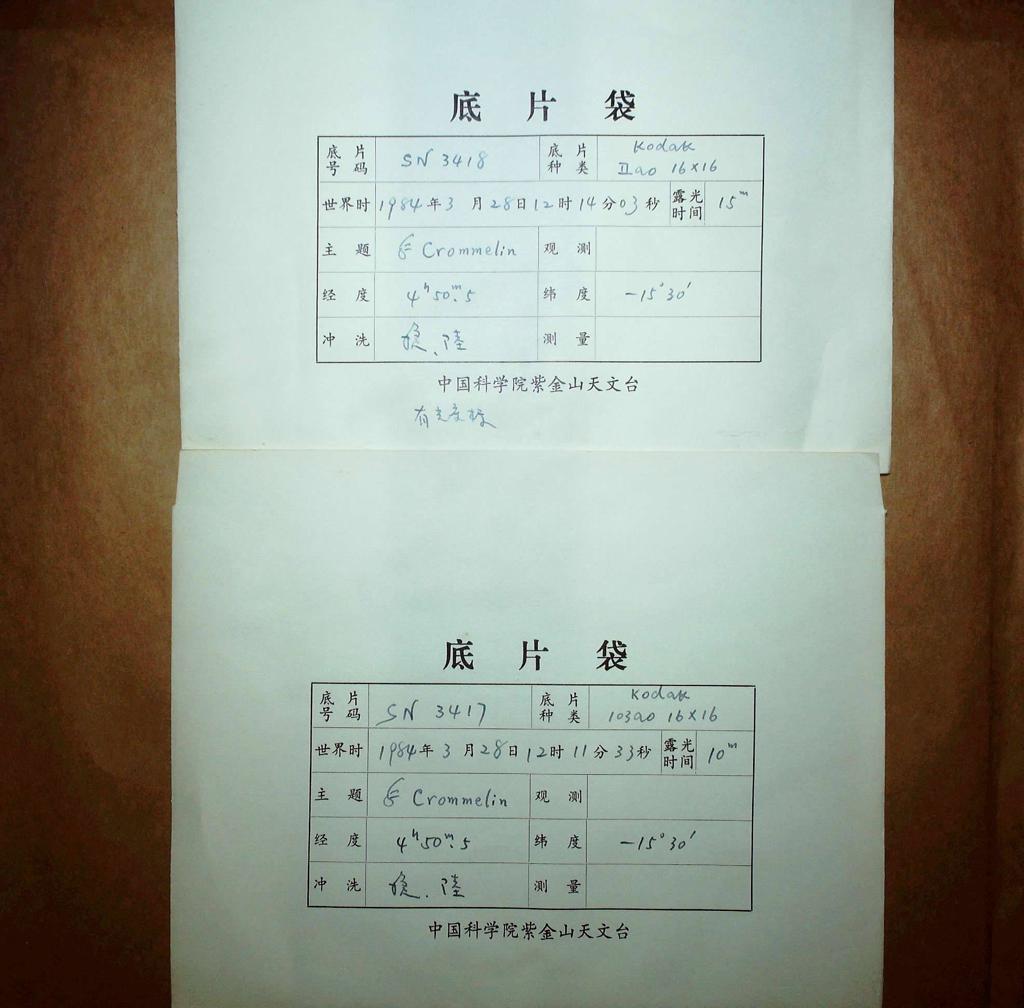 底 片 袋
底片号码 SN 3418 底片种类 Kodak IIao 16×16
世界时 1984年3月28日12时14分03秒 露光时间 15ᵐ
主 题 Crommelin 观 测
经 度 4ʰ50ᵐ.5 纬 度 -15°30′
冲 洗 陸 测 量
中国科学院紫金山天文台
有光度标
底 片 袋
底片号码 SN 3417 底片种类 Kodak 103ao 16×16
世界时 1984年3月28日12时11分33秒 露光时间 10ᵐ
主 题 Crommelin 观 测
经 度 4ʰ50ᵐ.5 纬 度 -15°30′
冲 洗 陸 测 量
中国科学院紫金山天文台